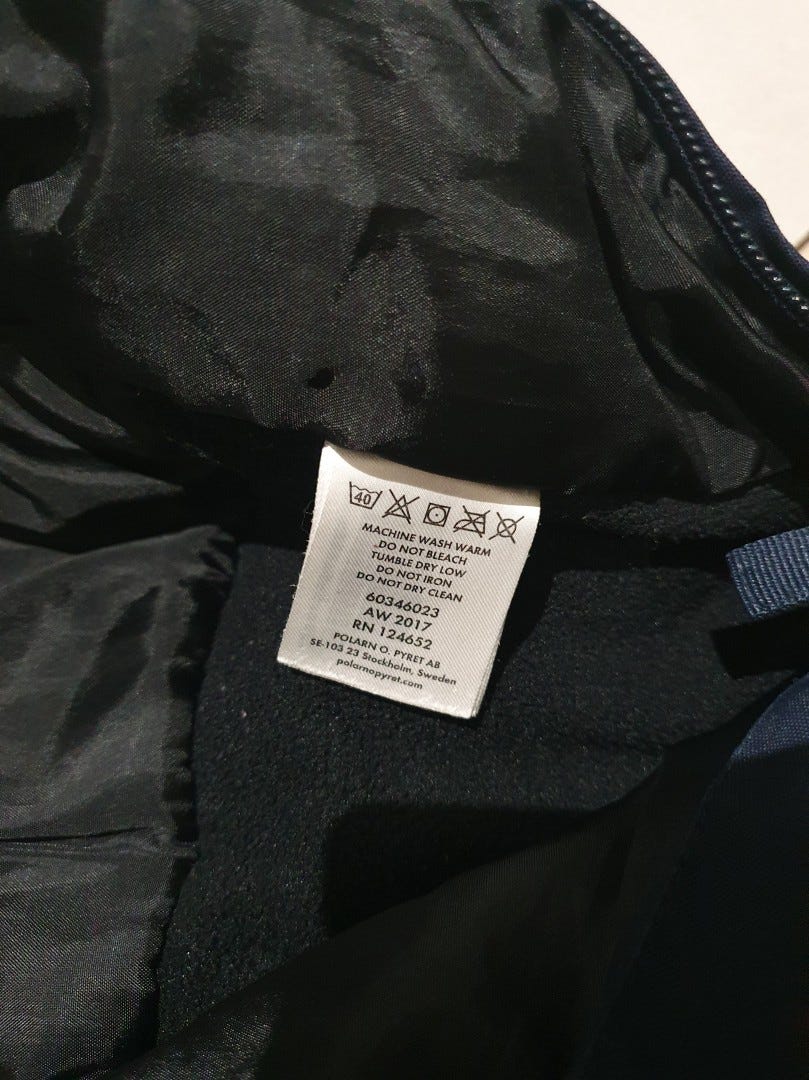 40
MACHINE WASH WARM
DO NOT BLEACH
TUMBLE DRY LOW
DO NOT IRON
DO NOT DRY CLEAN
60346023
AW 2017
RN 124652
POLARN O. PYRET AB
SE-103 23 Stockholm, Sweden
polarnopyret.com